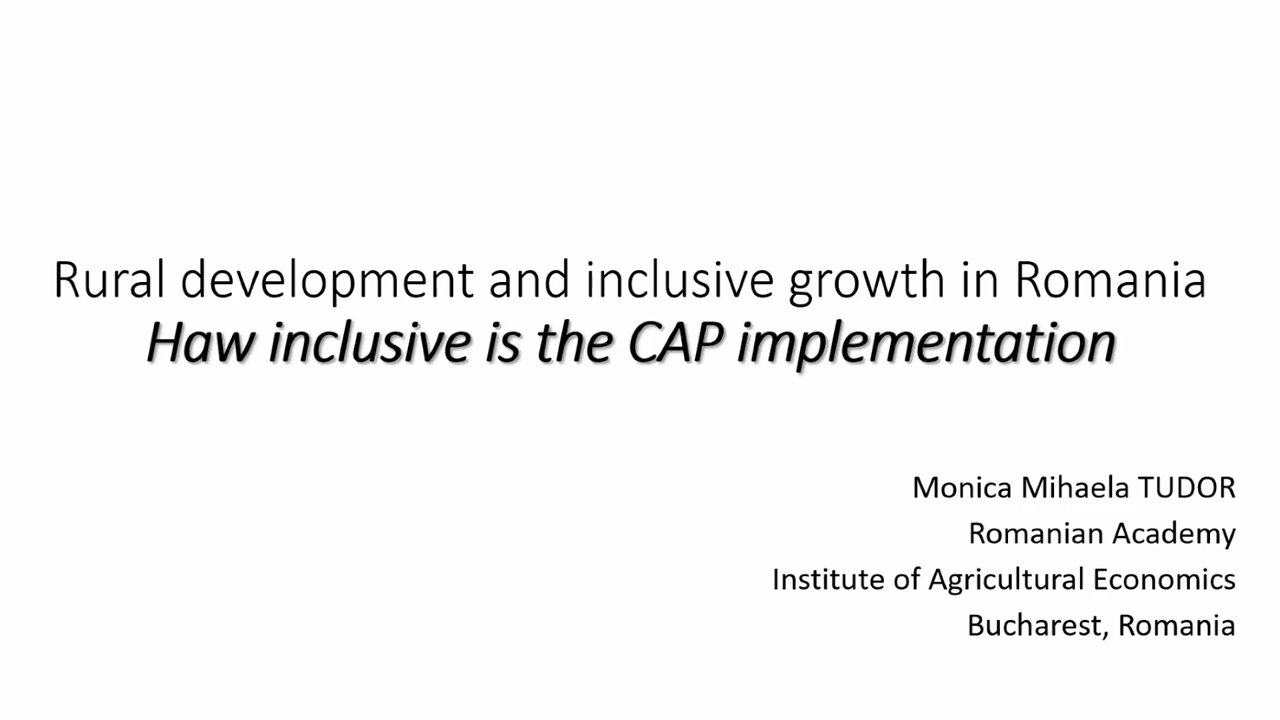 Rural development and inclusive growth in Romania
Haw inclusive is the CAP implementation
Monica Mihaela TUDOR
Romanian Academy
Institute of Agricultural Economics
Bucharest, Romania